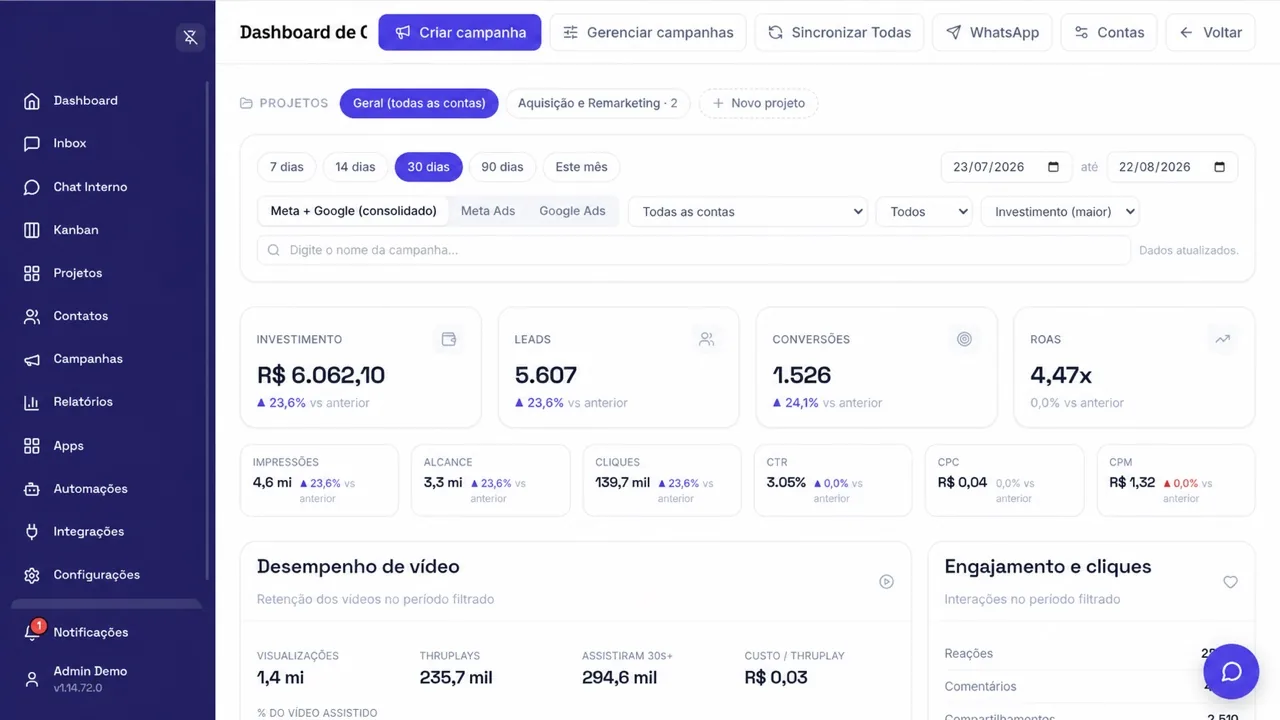 Dashboard de C
Criar campanha
Gerenciar campanhas
Sincronizar Todas
WhatsApp
Contas
Voltar
Dashboard
Inbox
Chat Interno
Kanban
Projetos
Contatos
Campanhas
Relatórios
Apps
Automações
Integrações
Configurações
1
Notificações
Admin Demo
v1.14.72.0
PROJETOS
Geral (todas as contas)
Aquisição e Remarketing · 2
+ Novo projeto
7 dias
14 dias
30 dias
90 dias
Este mês
23/07/2026
até
22/08/2026
Meta + Google (consolidado)
Meta Ads
Google Ads
Todas as contas
Todos
Investimento (maior)
Digite o nome da campanha...
Dados atualizados.
INVESTIMENTO
R$ 6.062,10
▲ 23,6% vs anterior
LEADS
5.607
▲ 23,6% vs anterior
CONVERSÕES
1.526
▲ 24,1% vs anterior
ROAS
4,47x
0,0% vs anterior
IMPRESSÕES
4,6 mi ▲ 23,6% vs
anterior
ALCANCE
3,3 mi ▲ 23,6% vs
anterior
CLIQUES
139,7 mil ▲ 23,6% vs
anterior
CTR
3.05% ▲ 0,0% vs
anterior
CPC
R$ 0,04 0,0% vs
anterior
CPM
R$ 1,32 ▲ 0,0% vs
anterior
Desempenho de vídeo
Retenção dos vídeos no período filtrado
VISUALIZAÇÕES
1,4 mi
THRUPLAYS
235,7 mil
ASSISTIRAM 30S+
294,6 mil
CUSTO / THRUPLAY
R$ 0,03
% DO VÍDEO ASSISTIDO
Engajamento e cliques
Interações no período filtrado
Reações
Comentários
Compartilhamentos
2.510